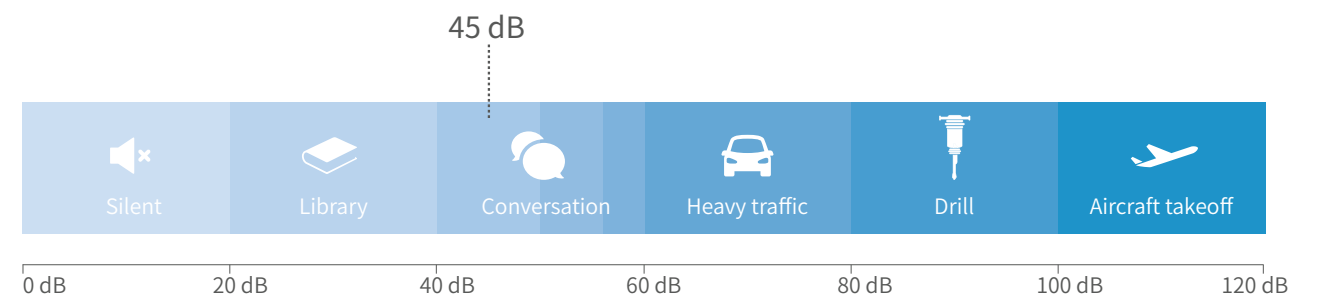 45 dB
Silent
Library
Conversation
Heavy traffic
Drill
Aircraft takeoff
0 dB
20 dB
40 dB
60 dB
80 dB
100 dB
120 dB